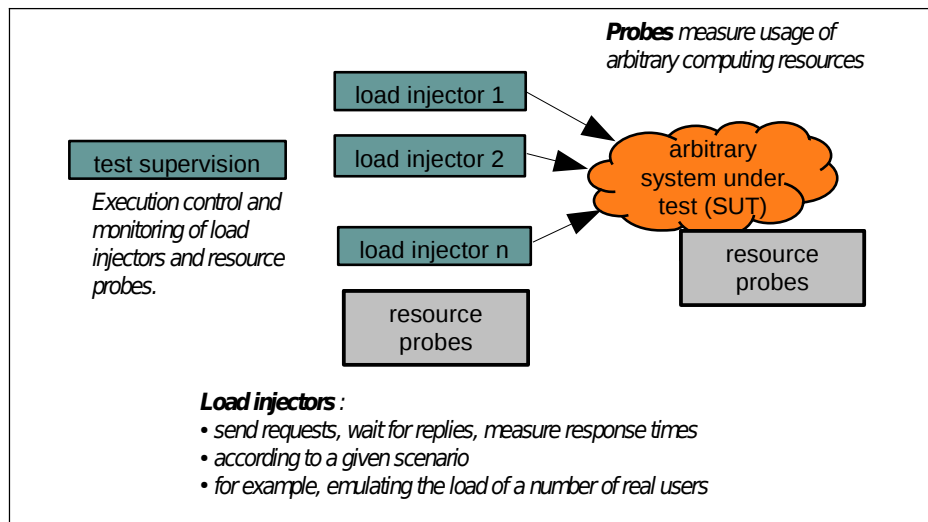 Probes measure usage of
arbitrary computing resources
load injector 1
load injector 2
load injector n
test supervision
Execution control and
monitoring of load
injectors and resource
probes.
arbitrary
system under
test (SUT)
resource
probes
resource
probes
Load injectors :
• send requests, wait for replies, measure response times
• according to a given scenario
• for example, emulating the load of a number of real users